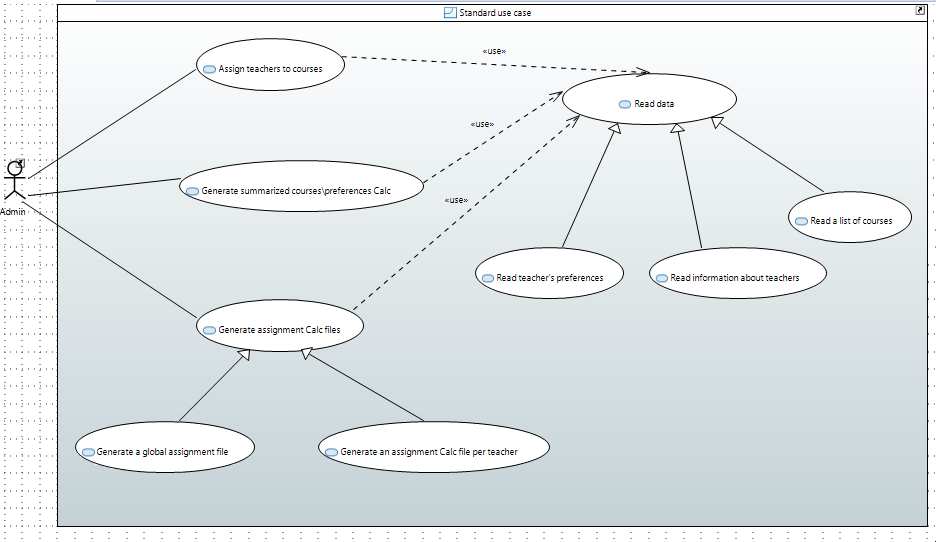 Standard use case
«use»
Assign teachers to courses
Read data
«use»
Generate summarized courses\preferences Calc
«use»
Admin
Read a list of courses
Read teacher's preferences
Read information about teachers
Generate assignment Calc files
Generate a global assignment file
Generate an assignment Calc file per teacher